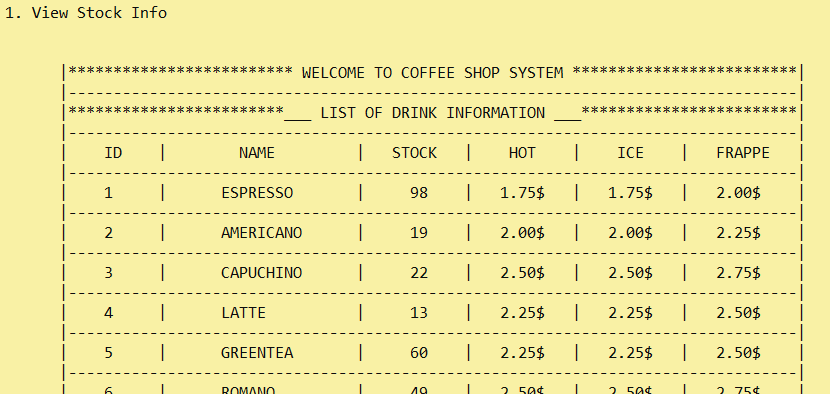 1. View Stock Info
|************************* WELCOME TO COFFEE SHOP SYSTEM *************************|
|---------------------------------------------------------------------------------|
|************************___ LIST OF DRINK INFORMATION ___************************|
|---------------------------------------------------------------------------------|
|    ID    |        NAME         |   STOCK   |    HOT    |    ICE    |   FRAPPE   |
|---------------------------------------------------------------------------------|
|    1     |      ESPRESSO       |     98    |   1.75$   |   1.75$   |   2.00$    |
|---------------------------------------------------------------------------------|
|    2     |      AMERICANO      |     19    |   2.00$   |   2.00$   |   2.25$    |
|---------------------------------------------------------------------------------|
|    3     |      CAPUCHINO      |     22    |   2.50$   |   2.50$   |   2.75$    |
|---------------------------------------------------------------------------------|
|    4     |      LATTE          |     13    |   2.25$   |   2.25$   |   2.50$    |
|---------------------------------------------------------------------------------|
|    5     |      GREENTEA       |     60    |   2.25$   |   2.25$   |   2.50$    |
|---------------------------------------------------------------------------------|
|    6     |      ROMANO         |     49    |   2.50$   |   2.50$   |   2.75$    |